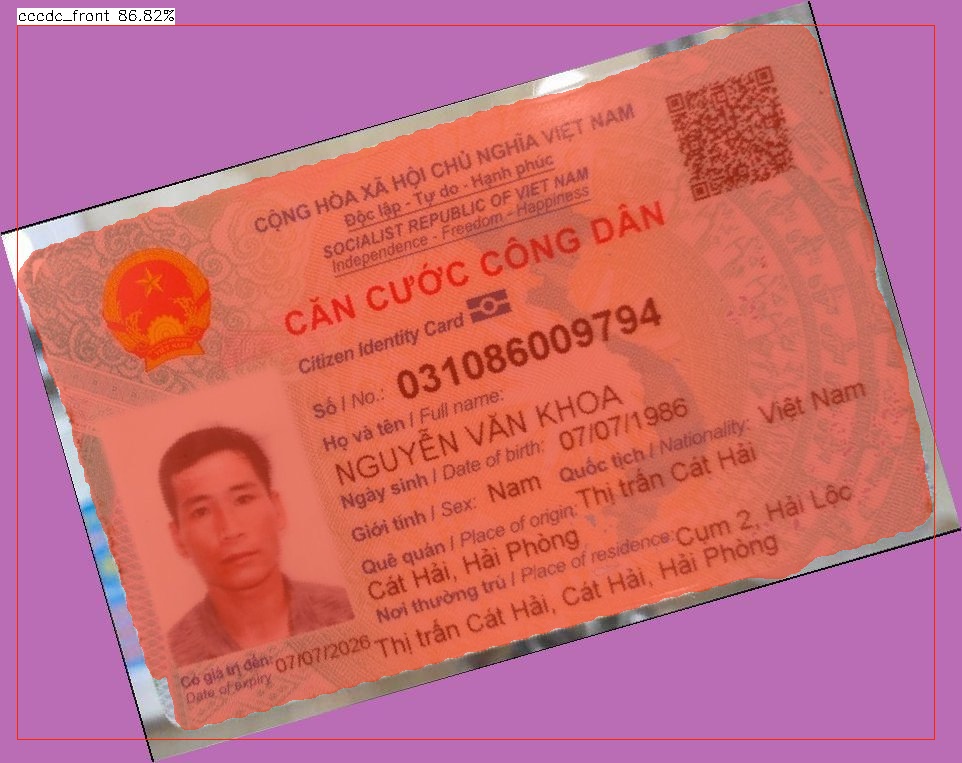 cccdc_front 86.82%
CỘNG HÒA XÃ HỘI CHỦ NGHĨA VIỆT NAM
Độc lập - Tự do - Hạnh phúc
SOCIALIST REPUBLIC OF VIET NAM
Independence - Freedom - Happiness
CĂN CƯỚC CÔNG DÂN
Citizen Identity Card
Số / No.: 031086009794
Họ và tên / Full name:
NGUYỄN VĂN KHOA
Ngày sinh / Date of birth: 07/07/1986
Giới tính / Sex: Nam Quốc tịch / Nationality: Việt Nam
Quê quán / Place of origin: Thị trấn Cát Hải
Cát Hải, Hải Phòng
Nơi thường trú / Place of residence: Cụm 2, Hải Lộc
Thị trấn Cát Hải, Cát Hải, Hải Phòng
Có giá trị đến: 07/07/2026
Date of expiry